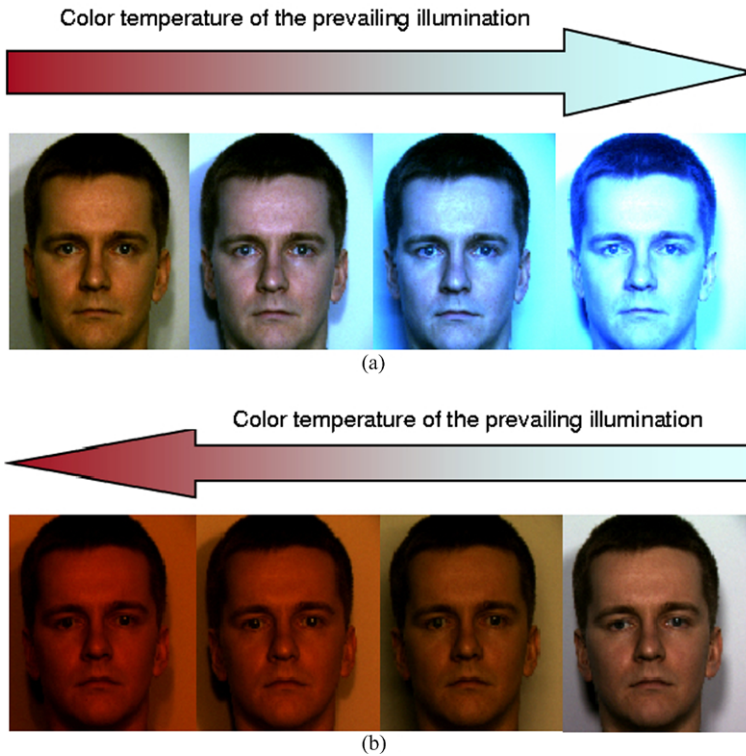 Color temperature of the prevailing illumination
(a)
Color temperature of the prevailing illumination
(b)